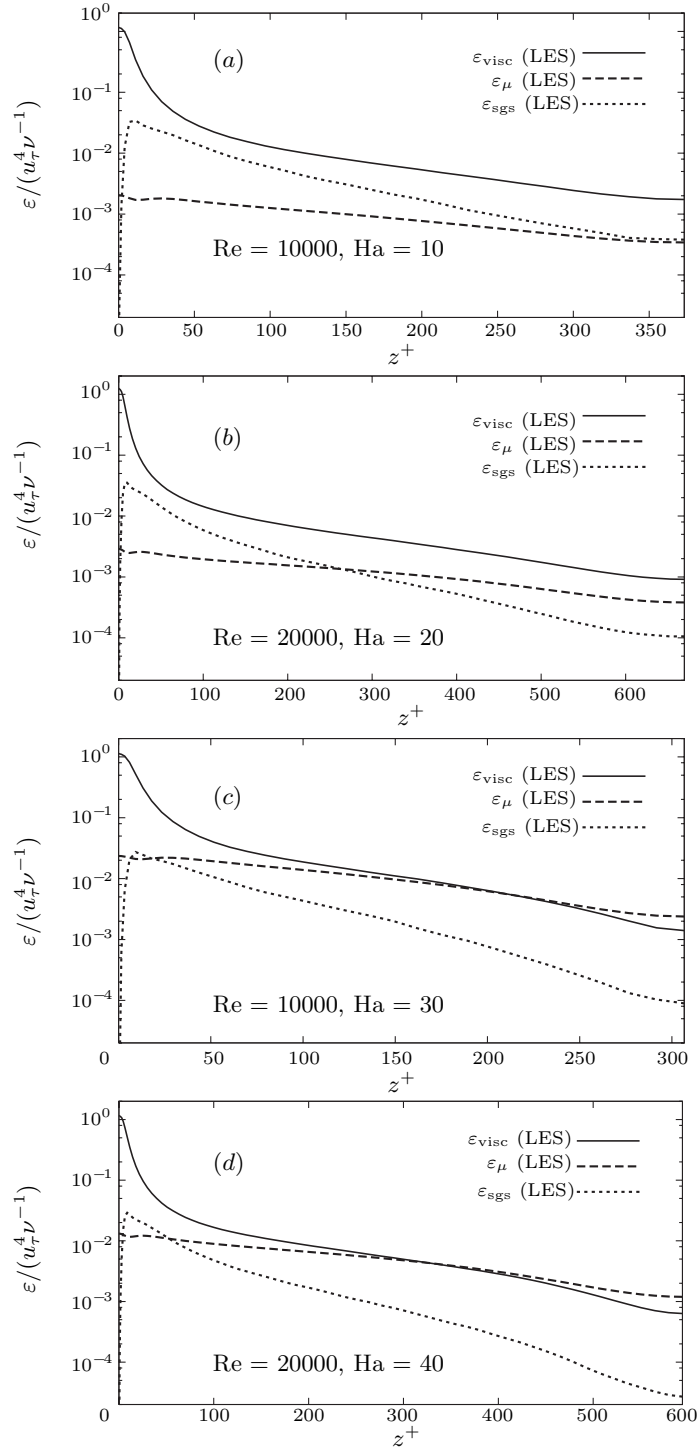 10^0
(a)
ε_visc (LES)
ε_μ (LES)
ε_sgs (LES)
10^−1
10^−2
10^−3
10^−4
ε/(u_τ^4 ν^−1)
Re = 10000, Ha = 10
0 50 100 150 200 250 300 350
z^+
10^0
(b)
ε_visc (LES)
ε_μ (LES)
ε_sgs (LES)
10^−1
10^−2
10^−3
10^−4
ε/(u_τ^4 ν^−1)
Re = 20000, Ha = 20
0 100 200 300 400 500 600
z^+
10^0
(c)
ε_visc (LES)
ε_μ (LES)
ε_sgs (LES)
10^−1
10^−2
10^−3
10^−4
ε/(u_τ^4 ν^−1)
Re = 10000, Ha = 30
0 50 100 150 200 250 300
z^+
10^0
(d)
ε_visc (LES)
ε_μ (LES)
ε_sgs (LES)
10^−1
10^−2
10^−3
10^−4
ε/(u_τ^4 ν^−1)
Re = 20000, Ha = 40
0 100 200 300 400 500 600
z^+